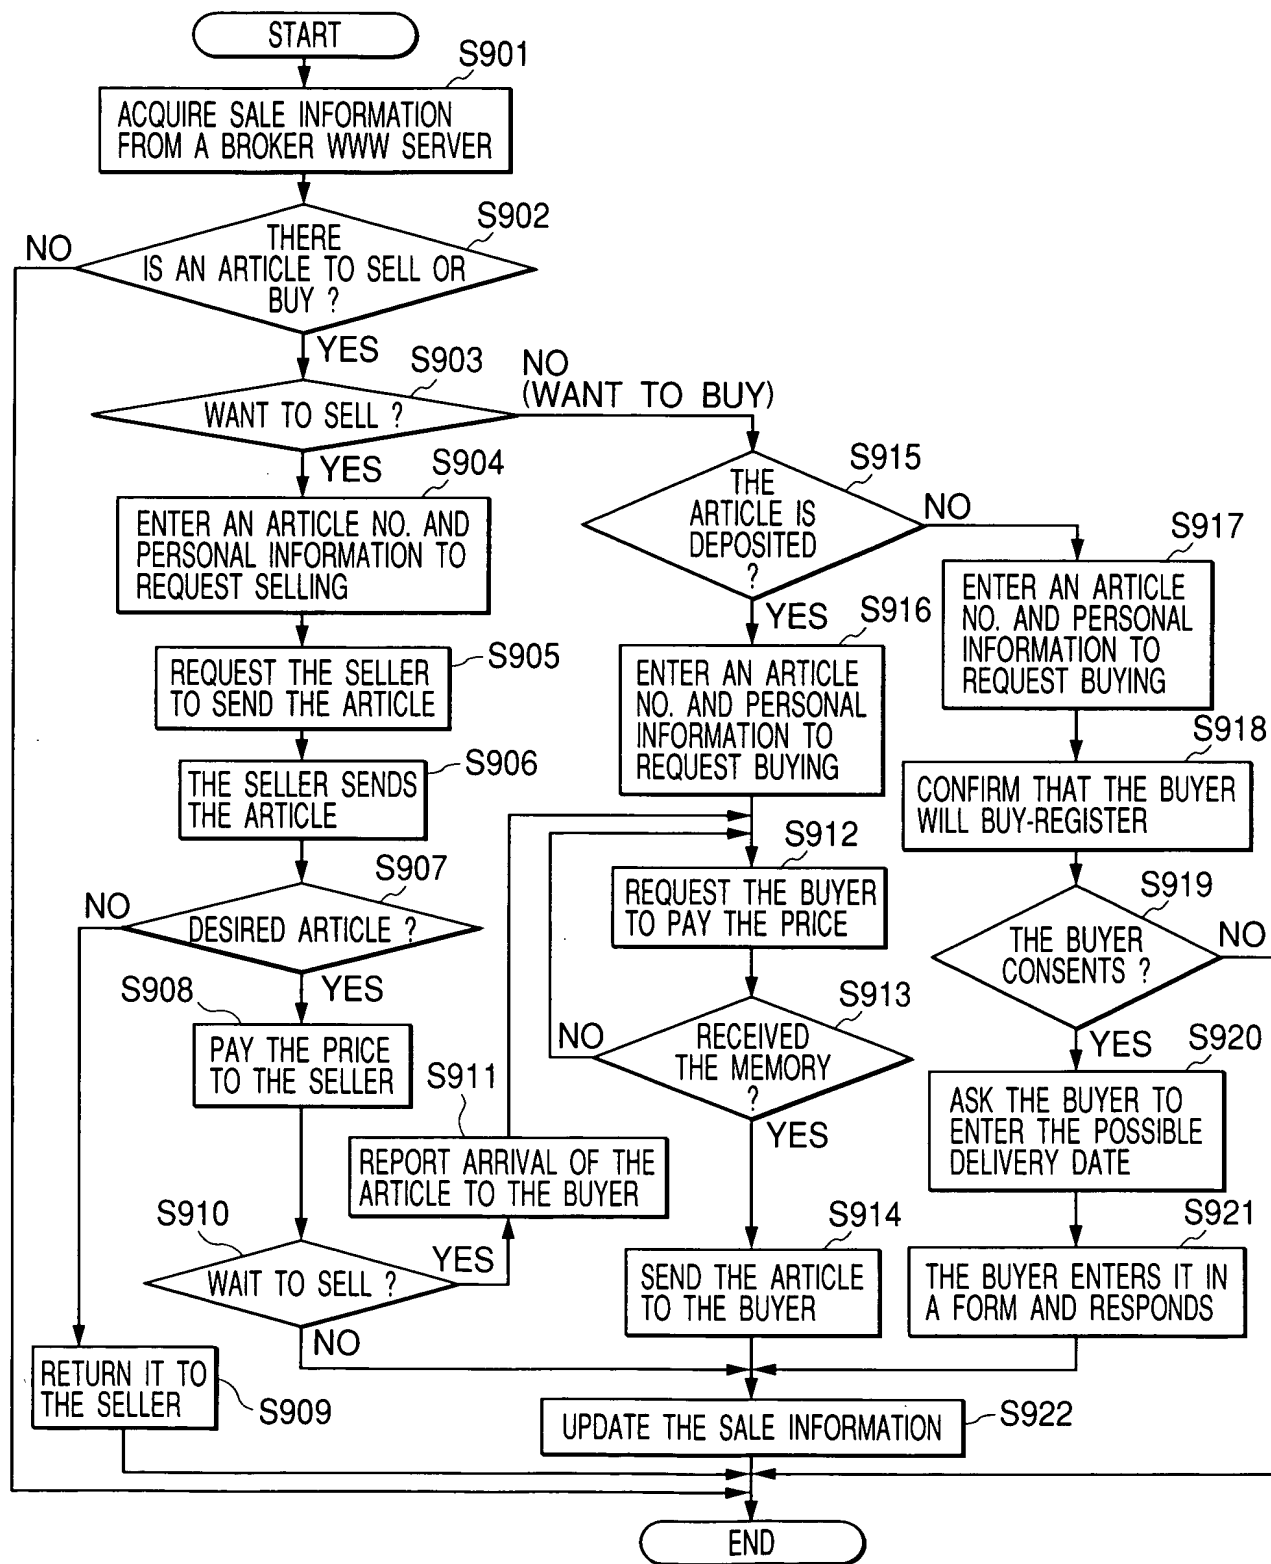 START
S901
ACQUIRE SALE INFORMATION
FROM A BROKER WWW SERVER
S902
NO
THERE
IS AN ARTICLE TO SELL OR
BUY ?
YES
S903
NO
(WANT TO BUY)
WANT TO SELL ?
YES
S904
ENTER AN ARTICLE NO. AND
PERSONAL INFORMATION TO
REQUEST SELLING
S905
REQUEST THE SELLER
TO SEND THE ARTICLE
S906
THE SELLER SENDS
THE ARTICLE
S907
NO
DESIRED ARTICLE ?
YES
S908
PAY THE PRICE
TO THE SELLER
S911
REPORT ARRIVAL OF THE
ARTICLE TO THE BUYER
S910
YES
WAIT TO SELL ?
NO
RETURN IT TO
THE SELLER
S909
S915
THE
ARTICLE IS
DEPOSITED
?
NO
YES
S916
ENTER AN ARTICLE
NO. AND PERSONAL
INFORMATION TO
REQUEST BUYING
S912
REQUEST THE BUYER
TO PAY THE PRICE
S913
NO
RECEIVED
THE MEMORY
?
YES
S914
SEND THE ARTICLE
TO THE BUYER
S917
ENTER AN ARTICLE
NO. AND PERSONAL
INFORMATION TO
REQUEST BUYING
S918
CONFIRM THAT THE BUYER
WILL BUY-REGISTER
S919
THE BUYER
CONSENTS ?
NO
YES
S920
ASK THE BUYER TO
ENTER THE POSSIBLE
DELIVERY DATE
S921
THE BUYER ENTERS IT IN
A FORM AND RESPONDS
UPDATE THE SALE INFORMATION
S922
END